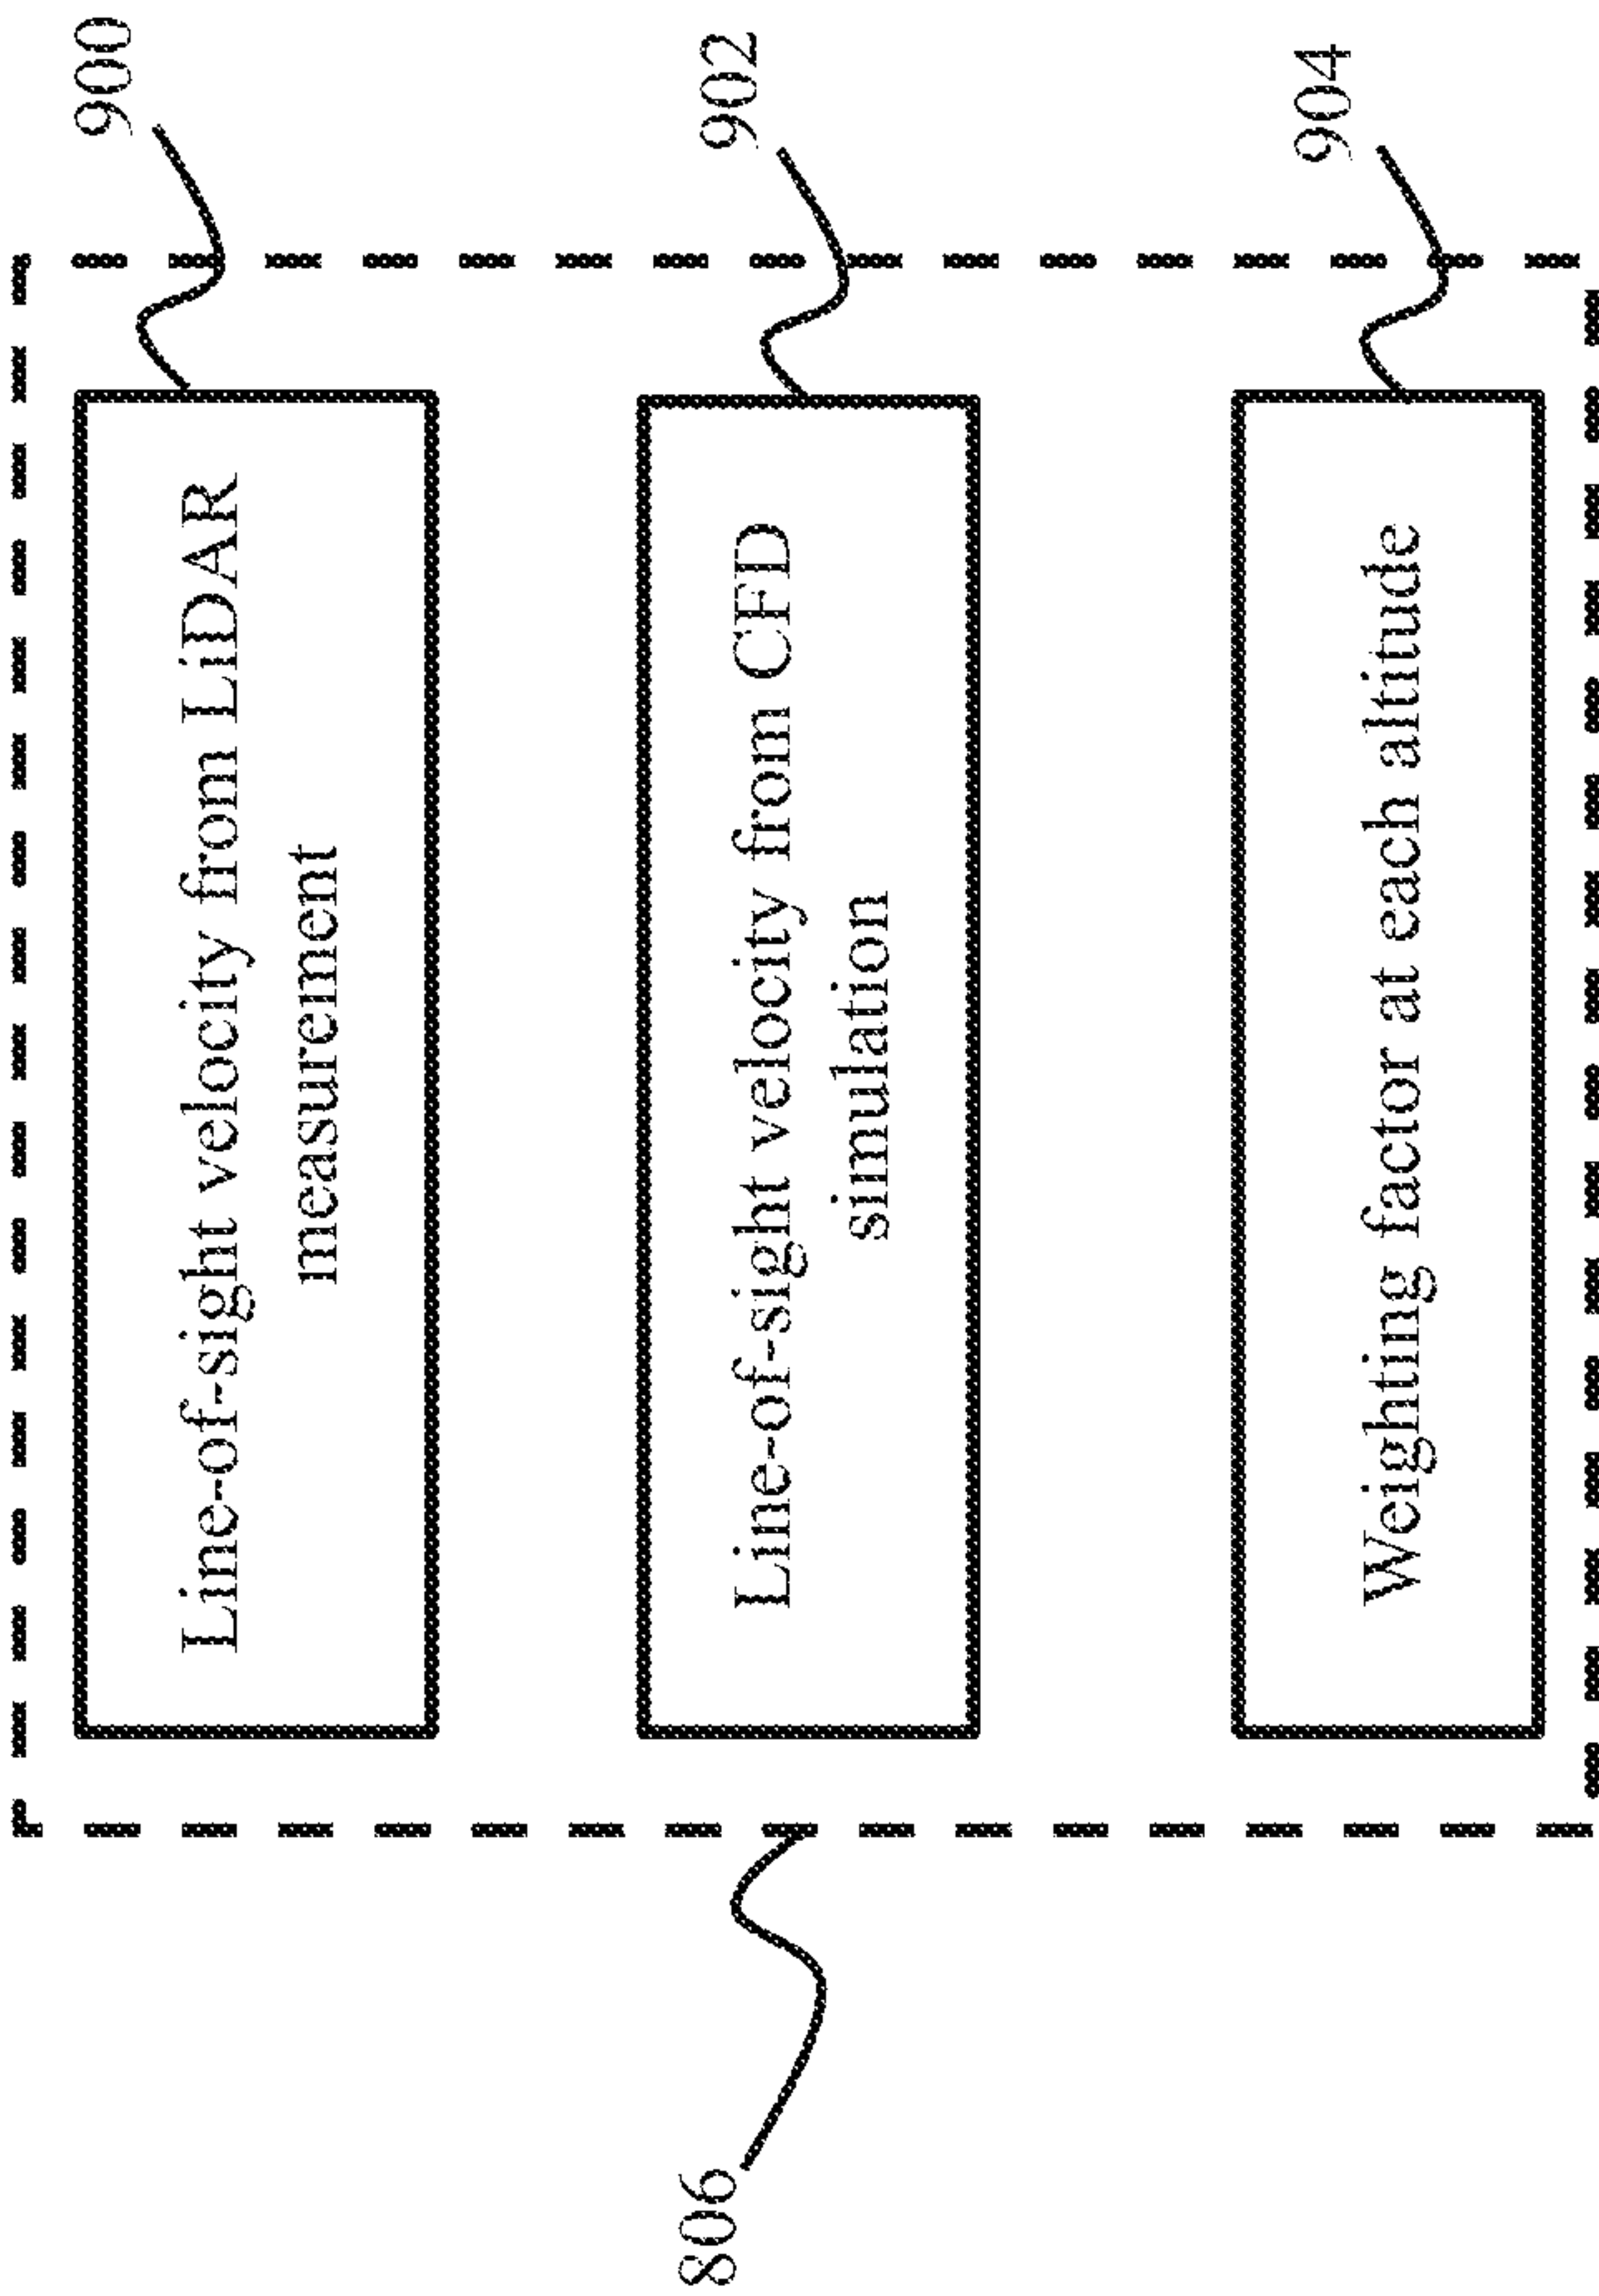 900
Line-of-sight velocity from LiDAR
measurement
902
Line-of-sight velocity from CFD
simulation
806
904
Weighting factor at each altitude